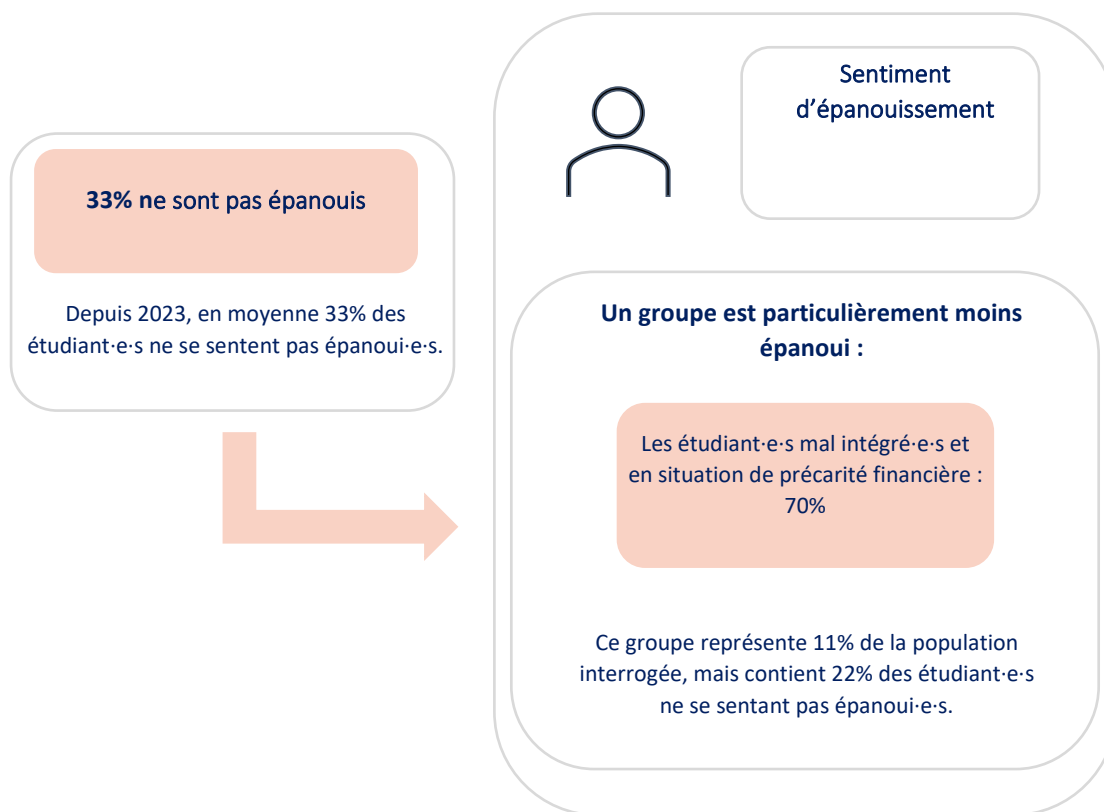 33% ne sont pas épanouis
Depuis 2023, en moyenne 33% des
étudiant·e·s ne se sentent pas épanoui·e·s.
Sentiment
d’épanouissement
Un groupe est particulièrement moins
épanoui :
Les étudiant·e·s mal intégré·e·s et
en situation de précarité financière :
70%
Ce groupe représente 11% de la population
interrogée, mais contient 22% des étudiant·e·s
ne se sentant pas épanoui·e·s.